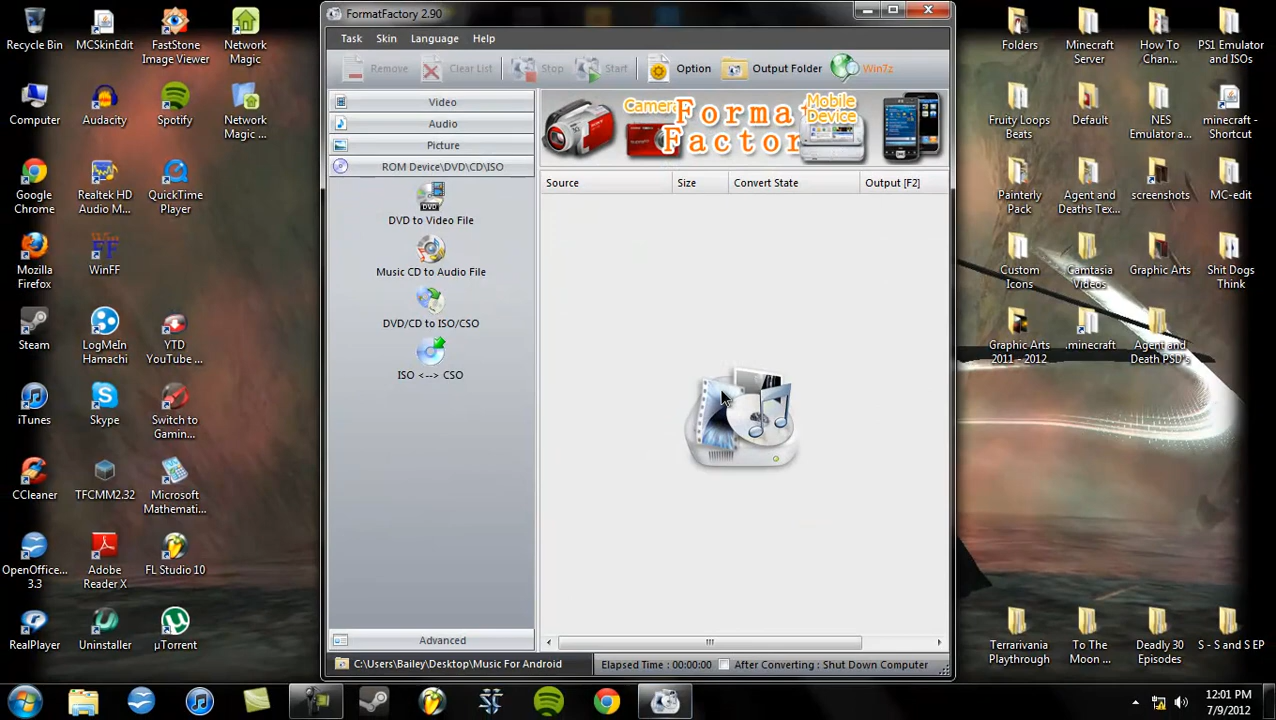 FormatFactory 2.90
Task Skin Language Help
Remove Clear List Stop Start Option Output Folder Win7z
Video
Audio
Picture
ROM Device\DVD\CD\ISO
DVD to Video File
Music CD to Audio File
DVD/CD to ISO/CSO
ISO <--> CSO
Advanced
Camera
Format
Factor
Mobile
Device
Source Size Convert State Output [F2]
C:\Users\Bailey\Desktop\Music For Android
Elapsed Time : 00:00:00 After Converting : Shut Down Computer
Recycle Bin
MCSkinEdit
FastStone
Image Viewer
Network
Magic
Computer
Audacity
Spotify
Network
Magic ...
Google
Chrome
Realtek HD
Audio M...
QuickTime
Player
Mozilla
Firefox
WinFF
Steam
LogMeIn
Hamachi
YTD
YouTube ...
iTunes
Skype
Switch to
Gamin...
CCleaner
TFCMM2.32
Microsoft
Mathemati...
OpenOffice...
3.3
Adobe
Reader X
FL Studio 10
RealPlayer
Uninstaller
µTorrent
Folders
Minecraft
Server
How To
Chan...
PS1 Emulator
and ISOs
Fruity Loops
Beats
Default
NES
Emulator a...
minecraft -
Shortcut
Painterly
Pack
Agent and
Deaths Tex...
screenshots
MC-edit
Custom
Icons
Camtasia
Videos
Graphic Arts
Shit Dogs
Think
Graphic Arts
2011 - 2012
.minecraft
Agent and
Death PSD's
Terrarivania
Playthrough
To The
Moon ...
Deadly 30
Episodes
S - S and S EP
12:01 PM
7/9/2012